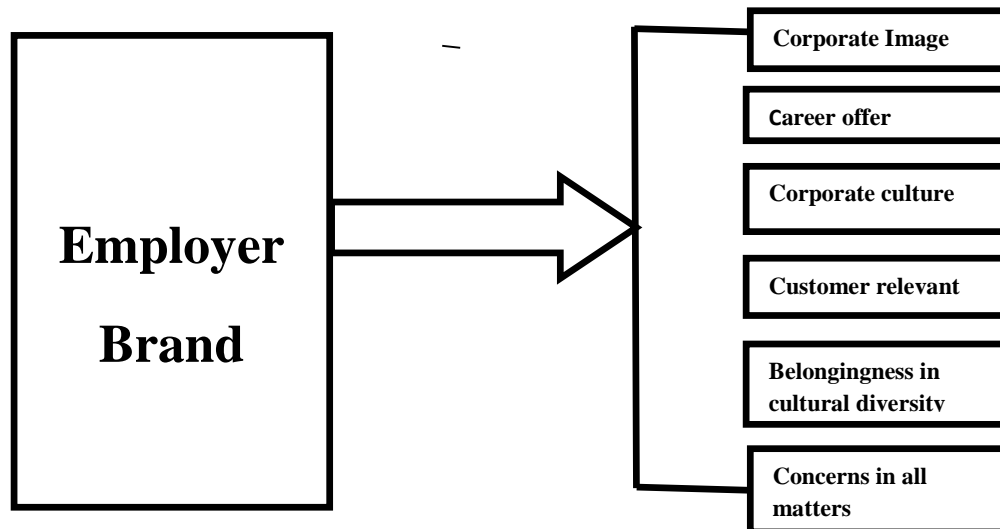 Employer
Brand
Corporate Image
Career offer
Corporate culture
Customer relevant
Belongingness in
cultural diversity
Concerns in all
matters